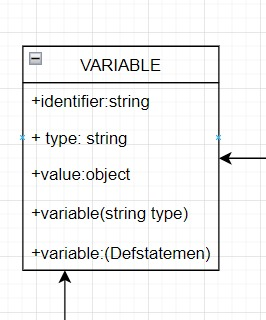 VARIABLE
+identifier:string
+ type: string
+value:object
+variable(string type)
+variable:(Defstatemen)